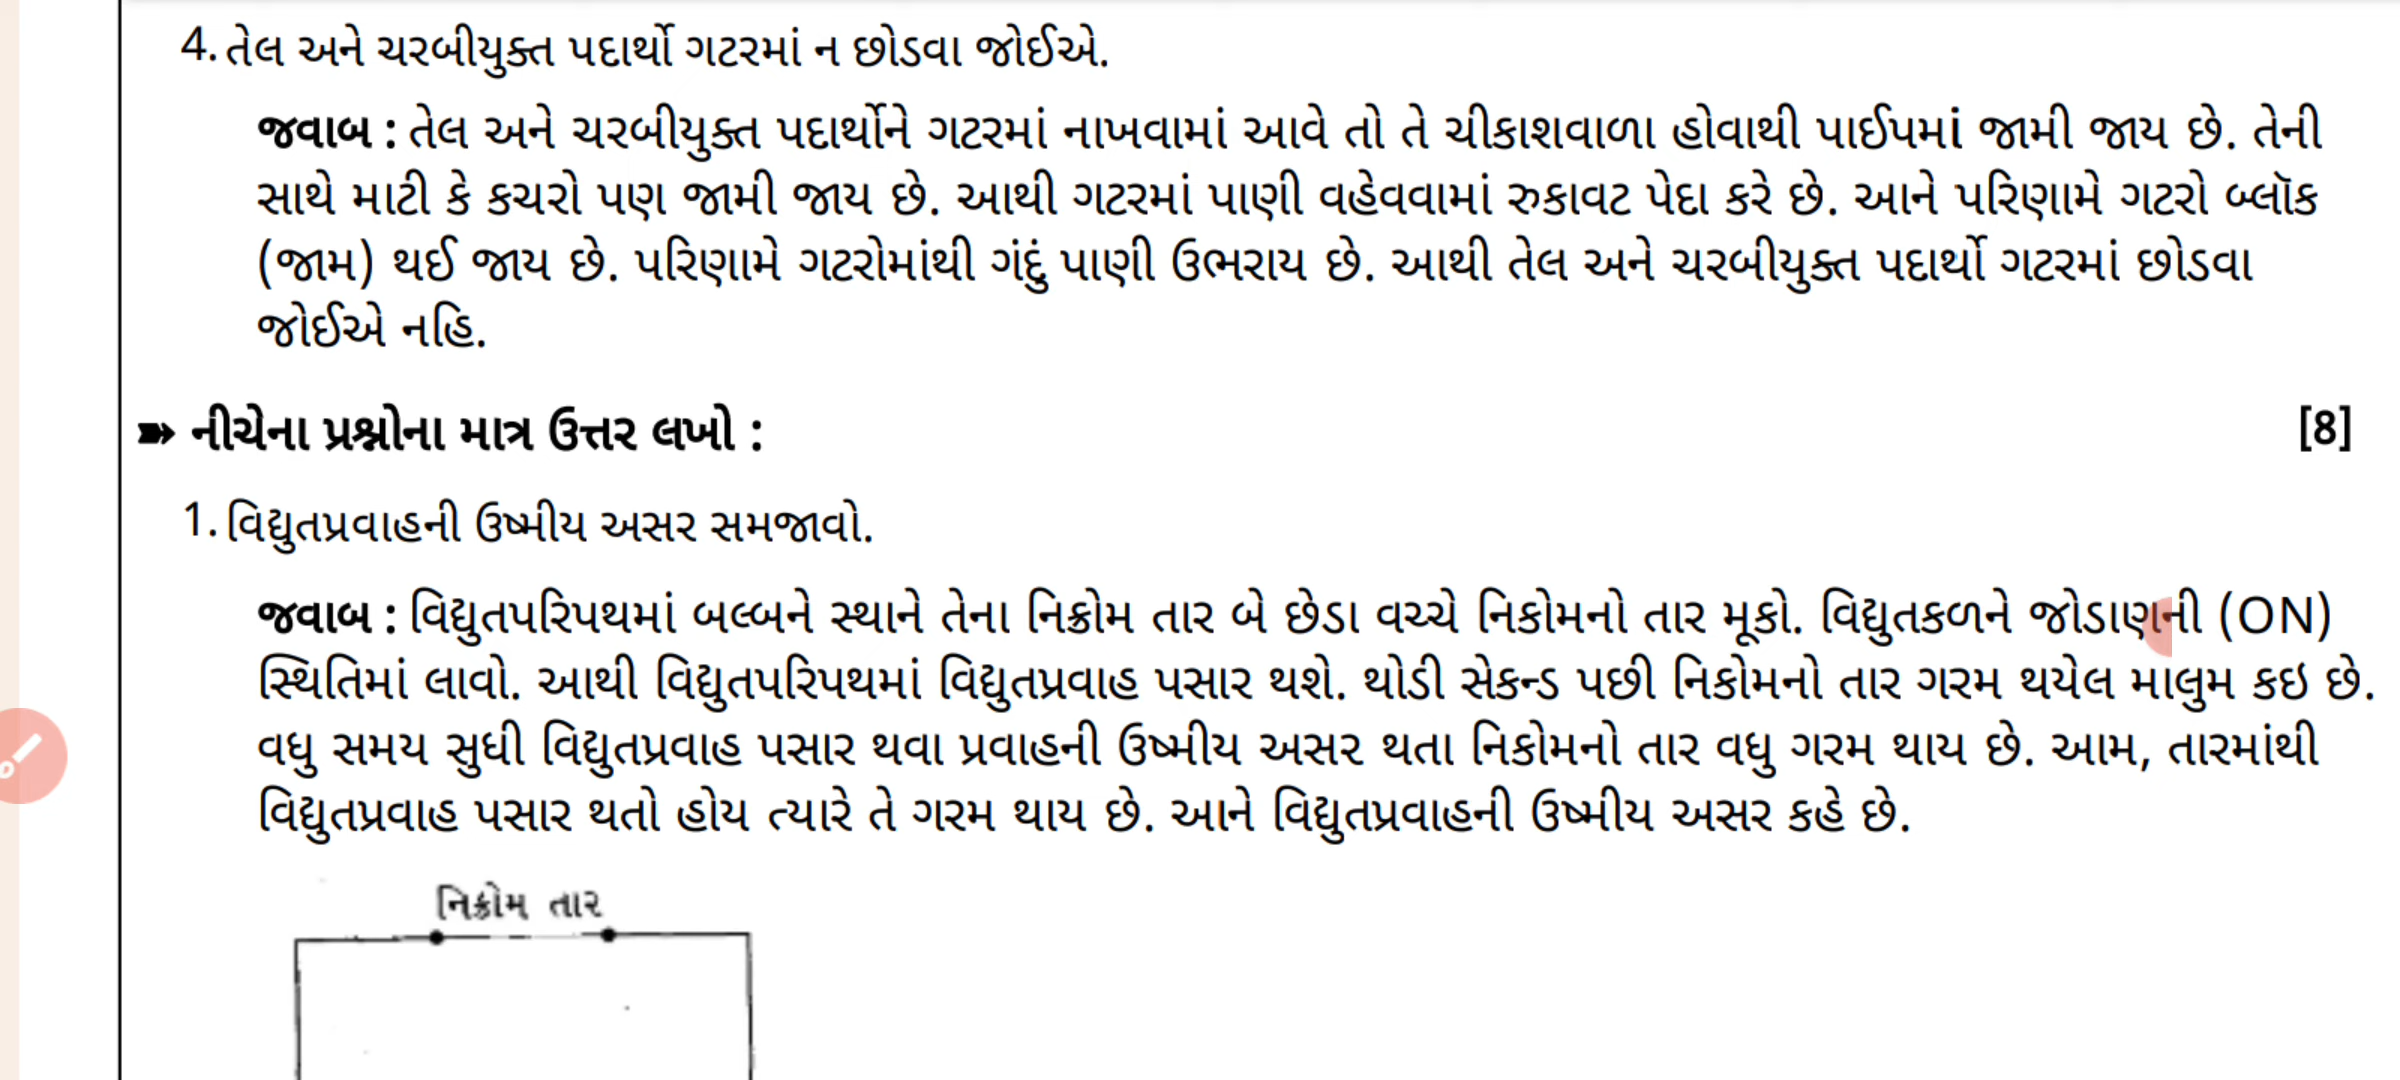 4. તેલ અને ચરબીયુક્ત પદાર્થો ગટરમાં ન છોડવા જોઈએ.
જવાબ : તેલ અને ચરબીયુક્ત પદાર્થોને ગટરમાં નાખવામાં આવે તો તે ચીકાશવાળા હોવાથી પાઈપમાં જામી જાય છે. તેની
સાથે માટી કે કચરો પણ જામી જાય છે. આથી ગટરમાં પાણી વહેવવામાં રુકાવટ પેદા કરે છે. આને પરિણામે ગટરો બ્લૉક
(જામ) થઈ જાય છે. પરિણામે ગટરોમાંથી ગંદું પાણી ઉભરાય છે. આથી તેલ અને ચરબીયુક્ત પદાર્થો ગટરમાં છોડવા
જોઈએ નહિ.
➽ નીચેના પ્રશ્નોના માત્ર ઉત્તર લખો : [8]
1. વિદ્યુતપ્રવાહની ઉષ્મીય અસર સમજાવો.
જવાબ : વિદ્યુતપરિપથમાં બલ્બને સ્થાને તેના નિક્રોમ તાર બે છેડા વચ્ચે નિકોમનો તાર મૂકો. વિદ્યુતકળને જોડાણની (ON)
સ્થિતિમાં લાવો. આથી વિદ્યુતપરિપથમાં વિદ્યુતપ્રવાહ પસાર થશે. થોડી સેકન્ડ પછી નિકોમનો તાર ગરમ થયેલ માલુમ કઇ છે.
વધુ સમય સુધી વિદ્યુતપ્રવાહ પસાર થવા પ્રવાહની ઉષ્મીય અસર થતા નિકોમનો તાર વધુ ગરમ થાય છે. આમ, તારમાંથી
વિદ્યુતપ્રવાહ પસાર થતો હોય ત્યારે તે ગરમ થાય છે. આને વિદ્યુતપ્રવાહની ઉષ્મીય અસર કહે છે.
નિક્રોમ તાર